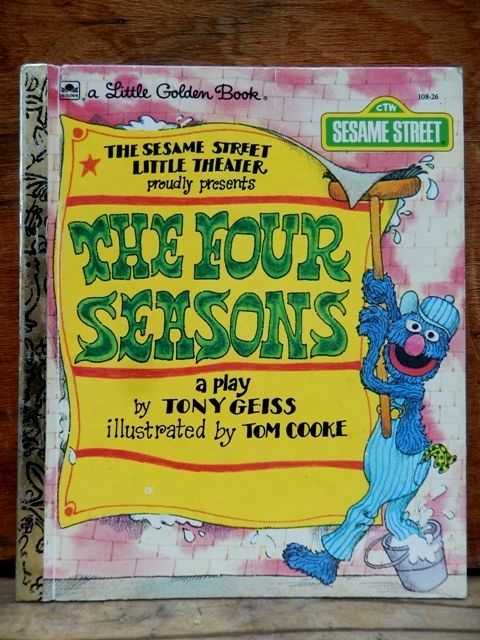 GOLDEN
a Little Golden Book®
108-26
CTW
SESAME STREET
THE SESAME STREET
LITTLE THEATER
proudly presents
THE FOUR
SEASONS
a play
by TONY GEISS
illustrated by TOM COOKE